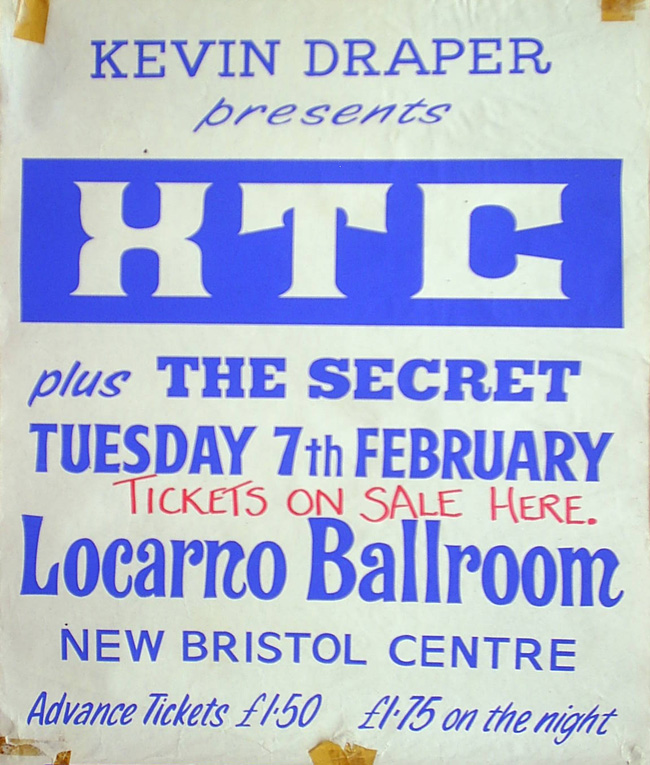 KEVIN DRAPER
presents
XTC
plus THE SECRET
TUESDAY 7th FEBRUARY
TICKETS ON SALE HERE.
Locarno Ballroom
NEW BRISTOL CENTRE
Advance Tickets £1·50 £1·75 on the night